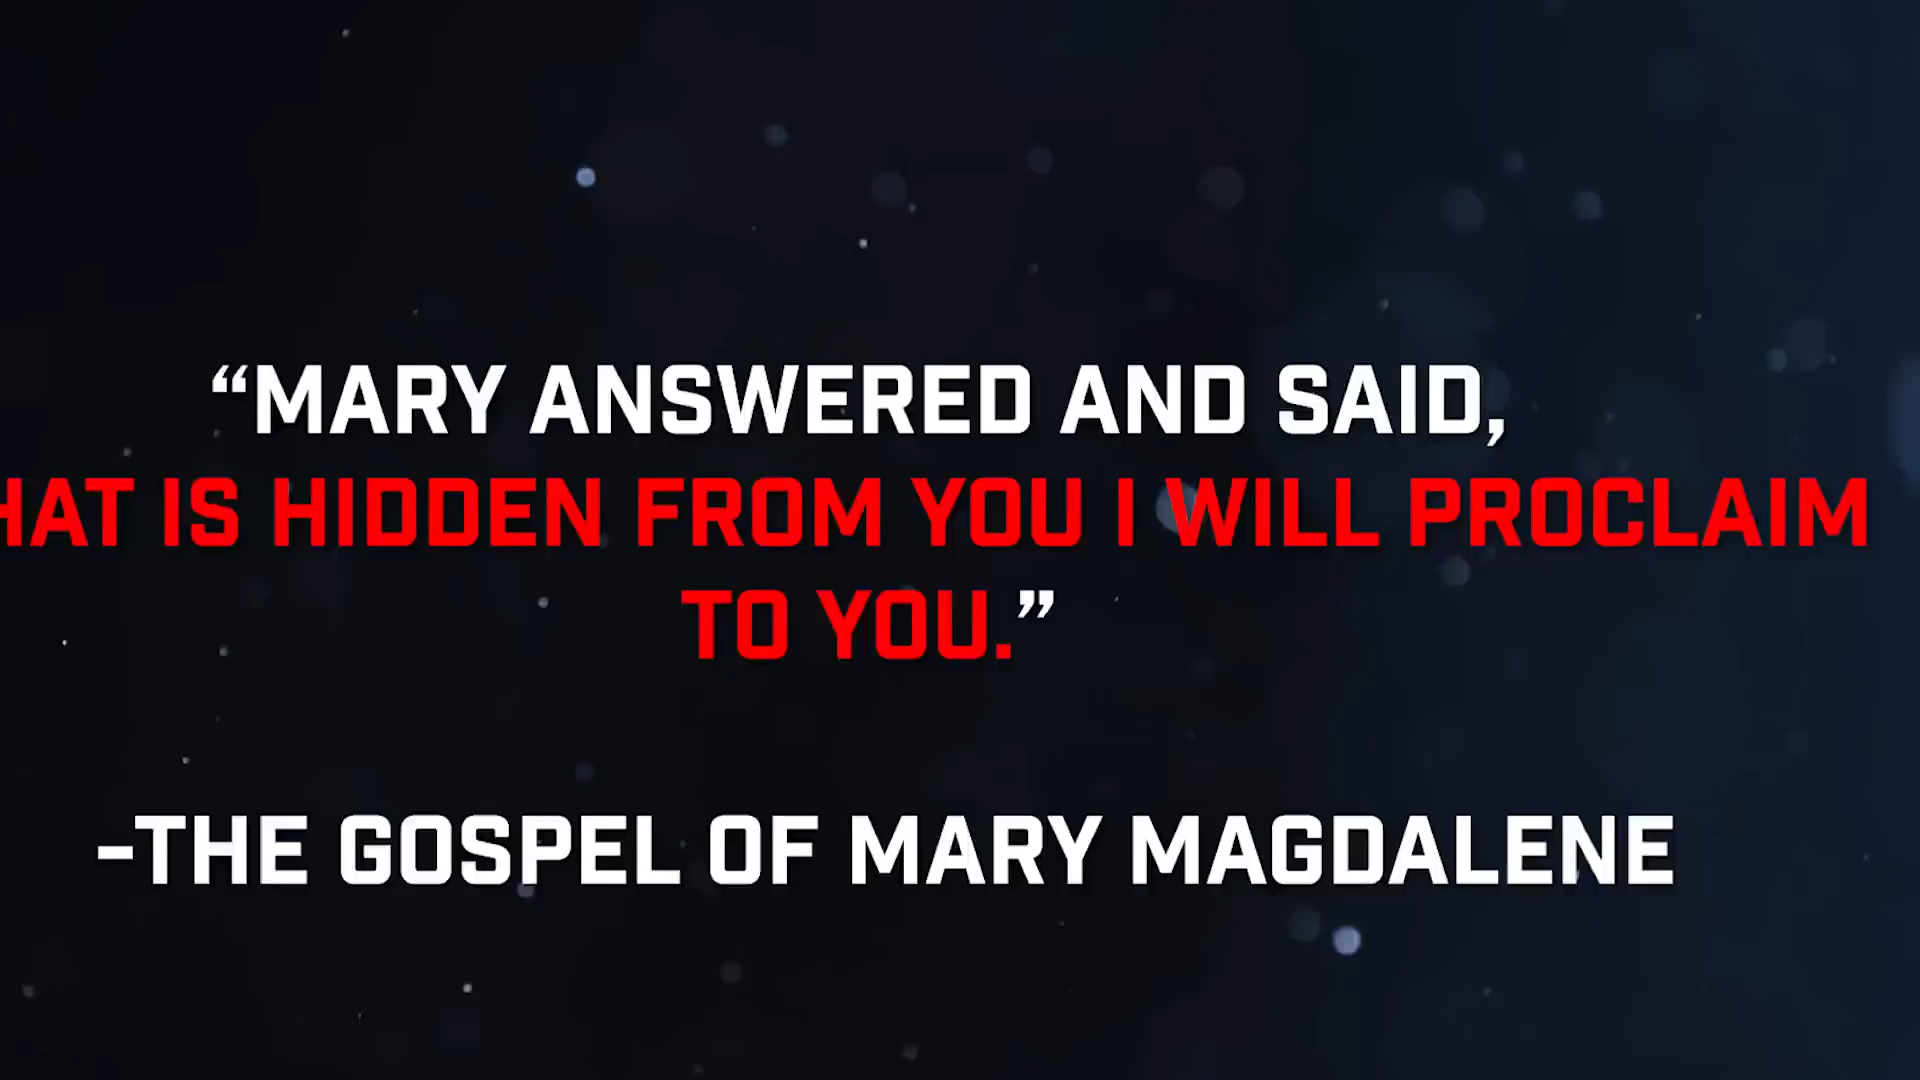 “MARY ANSWERED AND SAID,
HAT IS HIDDEN FROM YOU I WILL PROCLAIM
TO YOU.”
-THE GOSPEL OF MARY MAGDALENE